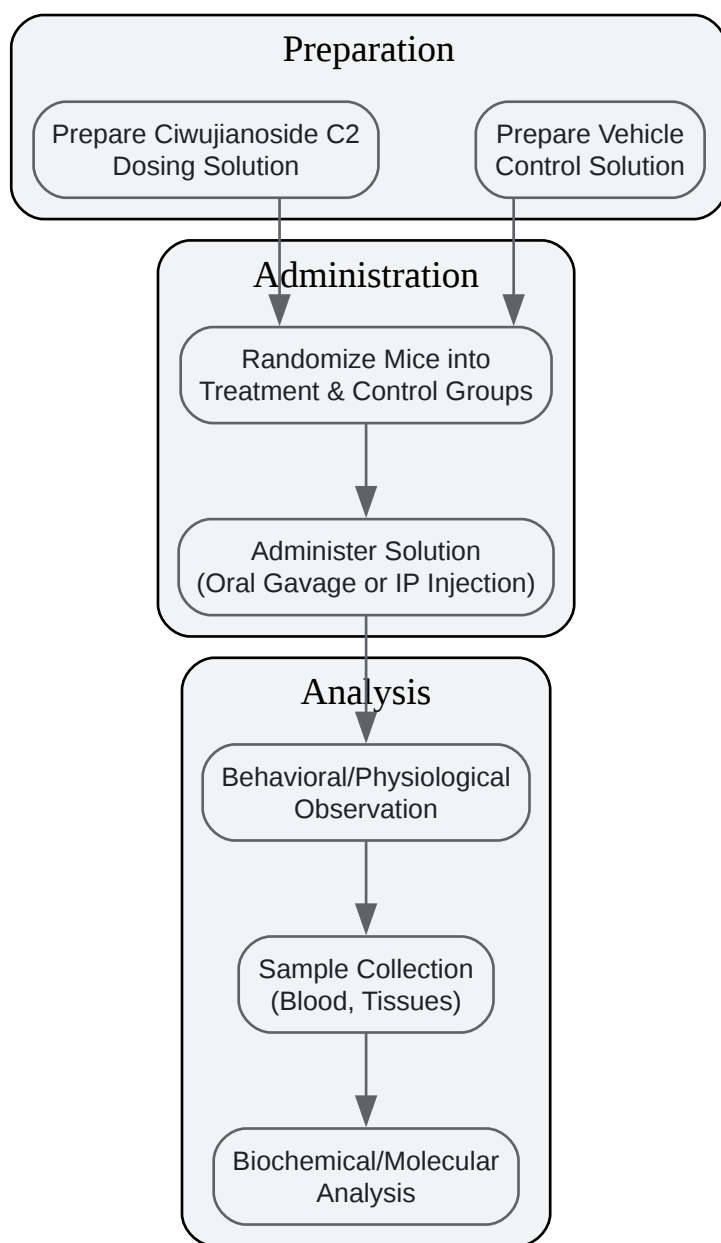 Preparation
Prepare Ciwujianoside C2
Dosing Solution
Prepare Vehicle
Control Solution
Administration
Randomize Mice into
Treatment & Control Groups
Administer Solution
(Oral Gavage or IP Injection)
Analysis
Behavioral/Physiological
Observation
Sample Collection
(Blood, Tissues)
Biochemical/Molecular
Analysis